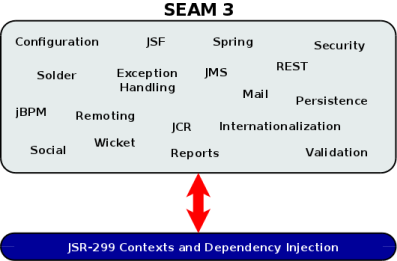 SEAM 3
Configuration JSF Spring Security
Solder Exception Handling JMS REST
Mail Persistence
jBPM Remoting
JCR Internationalization
Social Wicket Reports Validation
JSR-299 Contexts and Dependency Injection